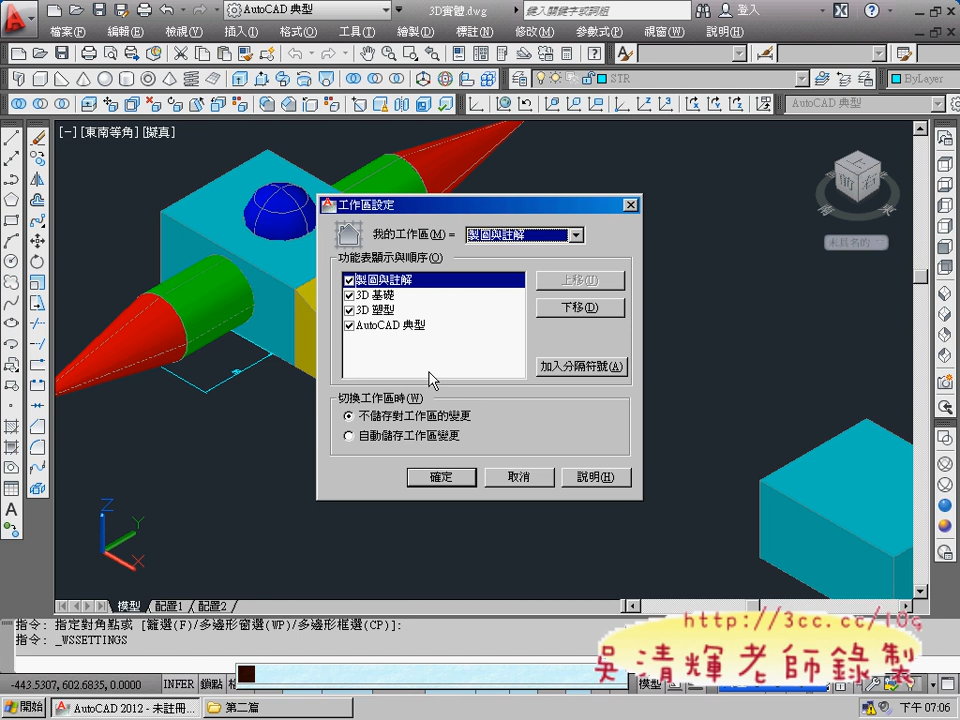 AutoCAD 典型
3D實體.dwg
鍵入關鍵字或詞組
登入
檔案(F) 編輯(E) 檢視(V) 插入(I) 格式(O) 工具(T) 繪製(D) 標註(N) 修改(M) 參數式(P) 視窗(W) 說明(H)
STR
ByLayer
AutoCAD 典型
[−][東南等角][擬真]
上
前
右
南
東
未具名的
工作區設定
我的工作區(M) =
製圖與註解
功能表顯示與順序(O)
製圖與註解
3D 基礎
3D 塑型
AutoCAD 典型
上移(U)
下移(D)
加入分隔符號(A)
切換工作區時(W)
不儲存對工作區的變更
自動儲存工作區變更
確定
取消
說明(H)
Z
Y
X
A
模型 / 配置1 / 配置2 /
指令: 指定對角點或 [籬選(F)/多邊形窗選(WP)/多邊形框選(CP)]:
指令: _WSSETTINGS
http://3cc.cc/10q
吳清輝老師錄製
-443.5307, 602.6835, 0.0000
INFER 鎖點
模型
開始
AutoCAD 2012 - 未註冊...
第二篇
下午 07:06